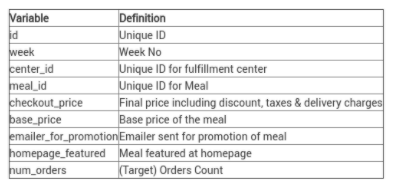 Variable Definition
id Unique ID
week Week No
center_id Unique ID for fulfillment center
meal_id Unique ID for Meal
checkout_price Final price including discount, taxes & delivery charges
base_price Base price of the meal
emailer_for_promotion Emailer sent for promotion of meal
homepage_featured Meal featured at homepage
num_orders (Target) Orders Count